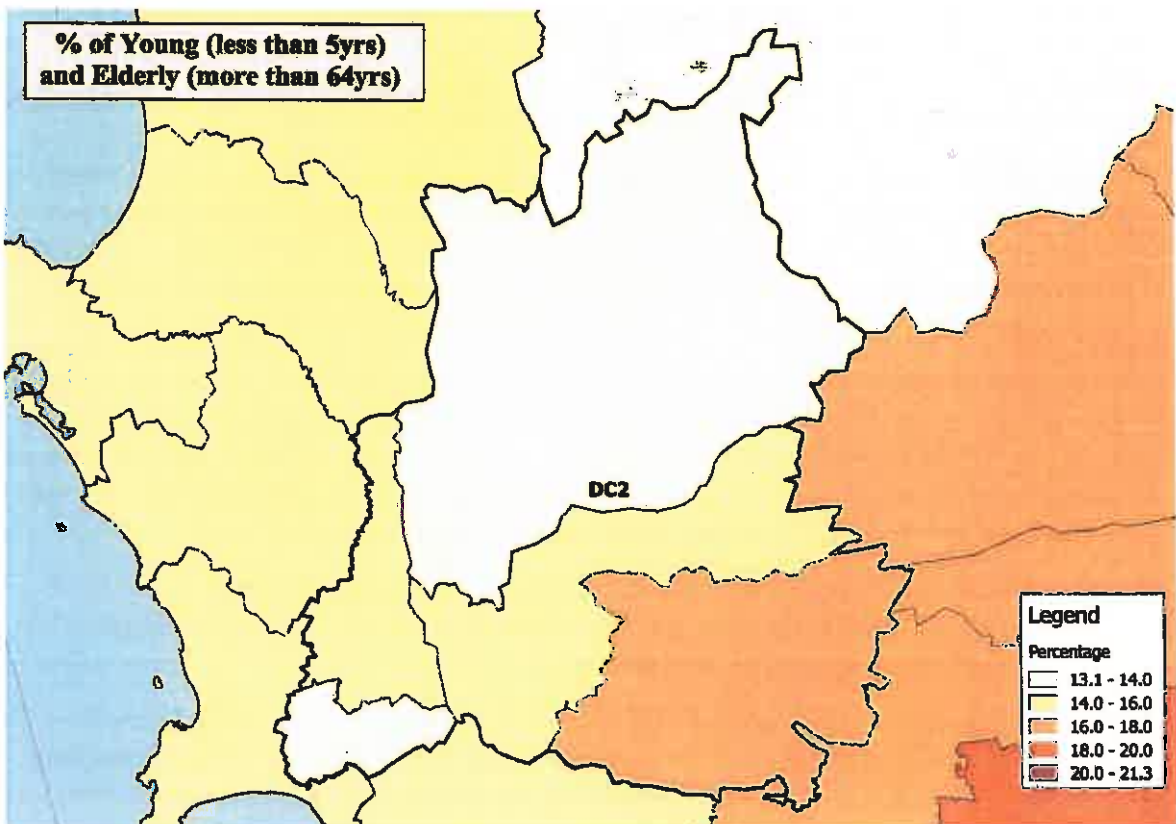 % of Young (less than 5yrs)
and Elderly (more than 64yrs)
DC2
Legend
Percentage
13.1 - 14.0
14.0 - 16.0
16.0 - 18.0
18.0 - 20.0
20.0 - 21.3